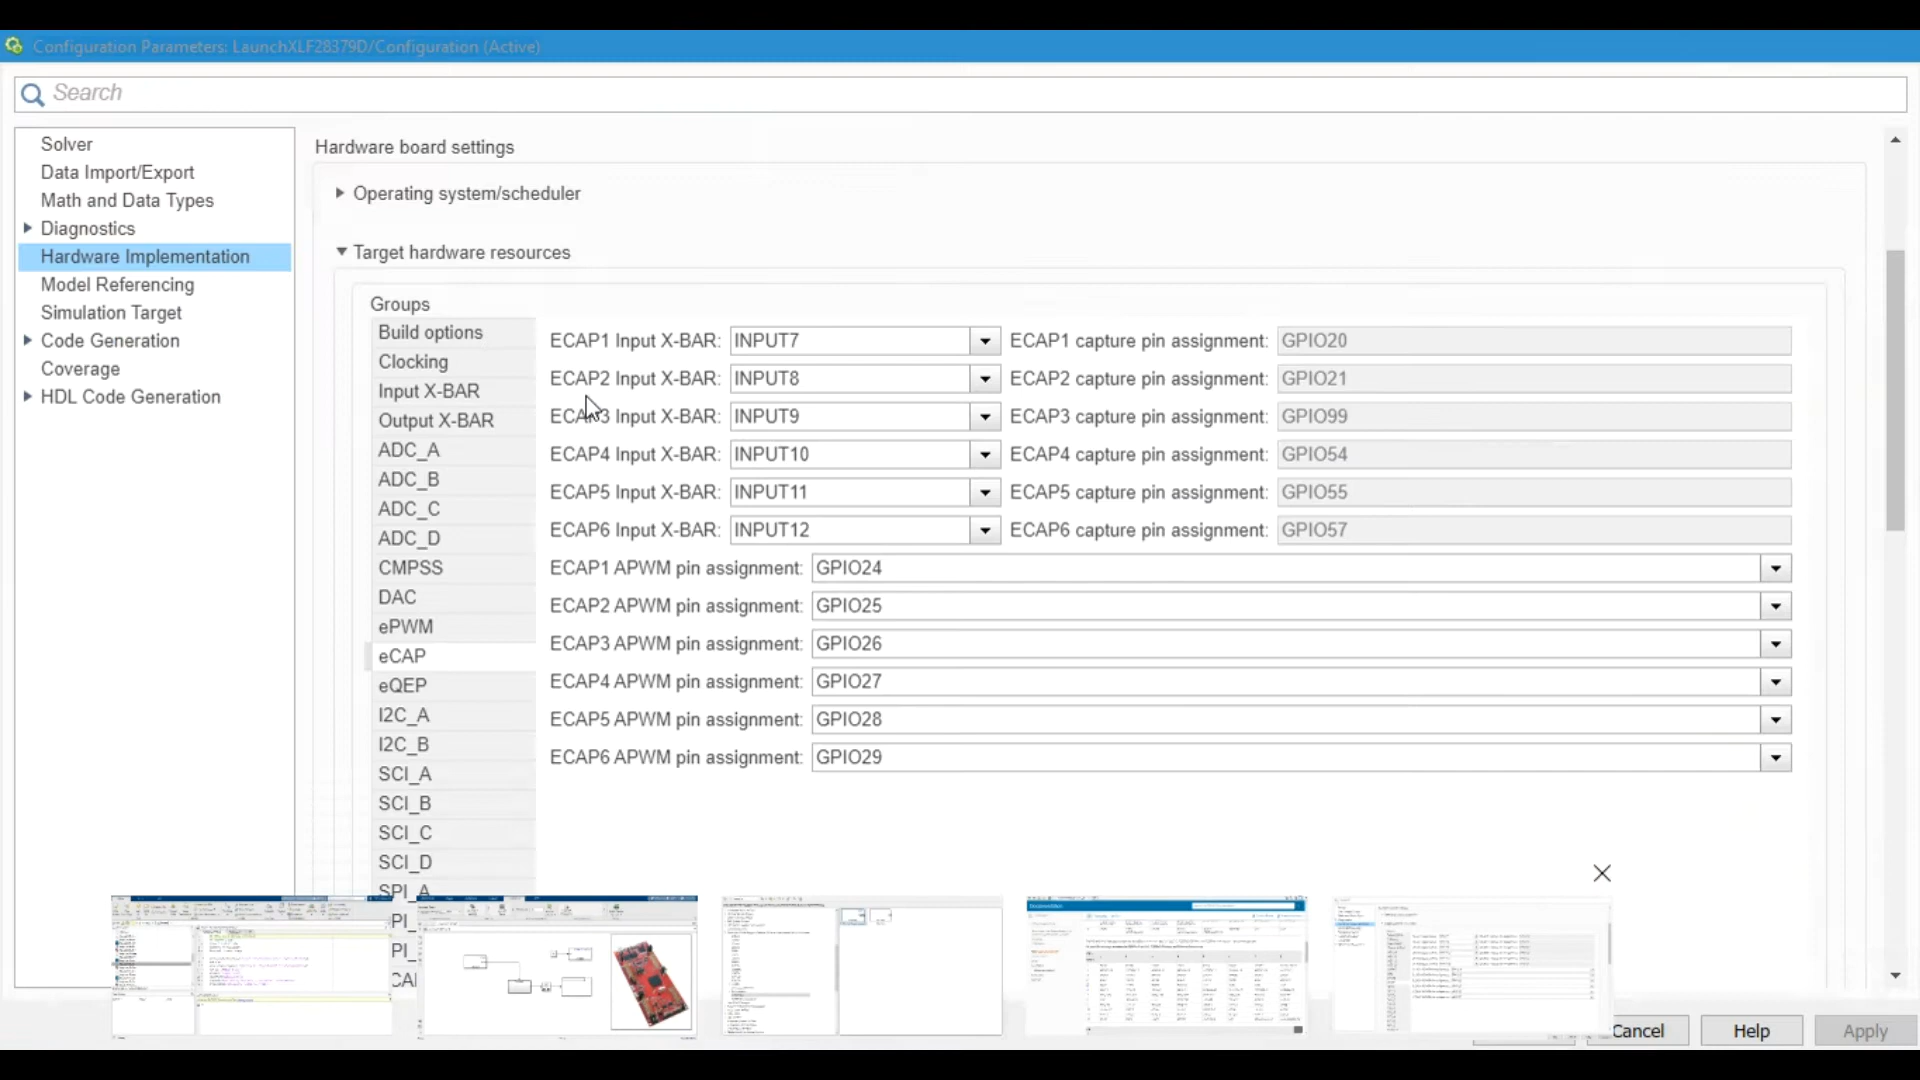 Configuration Parameters: LaunchXLF28379D/Configuration (Active)
Search
Solver
Data Import/Export
Math and Data Types
Diagnostics
Hardware Implementation
Model Referencing
Simulation Target
Code Generation
Coverage
HDL Code Generation
Hardware board settings
Operating system/scheduler
Target hardware resources
Groups
Build options
Clocking
Input X-BAR
Output X-BAR
ADC_A
ADC_B
ADC_C
ADC_D
CMPSS
DAC
ePWM
eCAP
eQEP
I2C_A
I2C_B
SCI_A
SCI_B
SCI_C
SCI_D
SPI_A
PI_
PI_
CAI
ECAP1 Input X-BAR: INPUT7 ECAP1 capture pin assignment: GPIO20
ECAP2 Input X-BAR: INPUT8 ECAP2 capture pin assignment: GPIO21
ECAP3 Input X-BAR: INPUT9 ECAP3 capture pin assignment: GPIO99
ECAP4 Input X-BAR: INPUT10 ECAP4 capture pin assignment: GPIO54
ECAP5 Input X-BAR: INPUT11 ECAP5 capture pin assignment: GPIO55
ECAP6 Input X-BAR: INPUT12 ECAP6 capture pin assignment: GPIO57
ECAP1 APWM pin assignment: GPIO24
ECAP2 APWM pin assignment: GPIO25
ECAP3 APWM pin assignment: GPIO26
ECAP4 APWM pin assignment: GPIO27
ECAP5 APWM pin assignment: GPIO28
ECAP6 APWM pin assignment: GPIO29
Cancel Help Apply